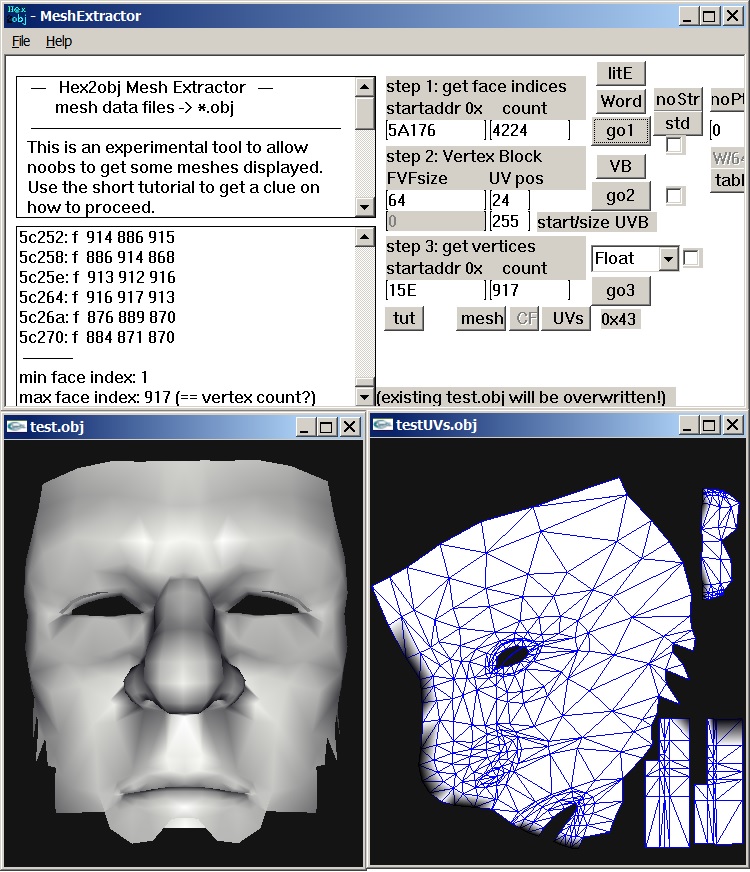 Hex
obj - MeshExtractor
File Help
— Hex2obj Mesh Extractor —
mesh data files -> *.obj
This is an experimental tool to allow
noobs to get some meshes displayed.
Use the short tutorial to get a clue on
how to proceed.
5c252: f 914 886 915
5c258: f 886 914 868
5c25e: f 913 912 916
5c264: f 916 917 913
5c26a: f 876 889 870
5c270: f 884 871 870
min face index: 1
max face index: 917 (== vertex count?)
step 1: get face indices
startaddr 0x count
5A176 4224
litE
Word noStr
go1 std 0
step 2: Vertex Block
FVFsize UV pos
64 24
0 255 start/size UVB
VB
go2
step 3: get vertices
startaddr 0x count
15E 917
Float
go3
tut mesh CF UVs 0x43
(existing test.obj will be overwritten!)
test.obj
testUVs.obj